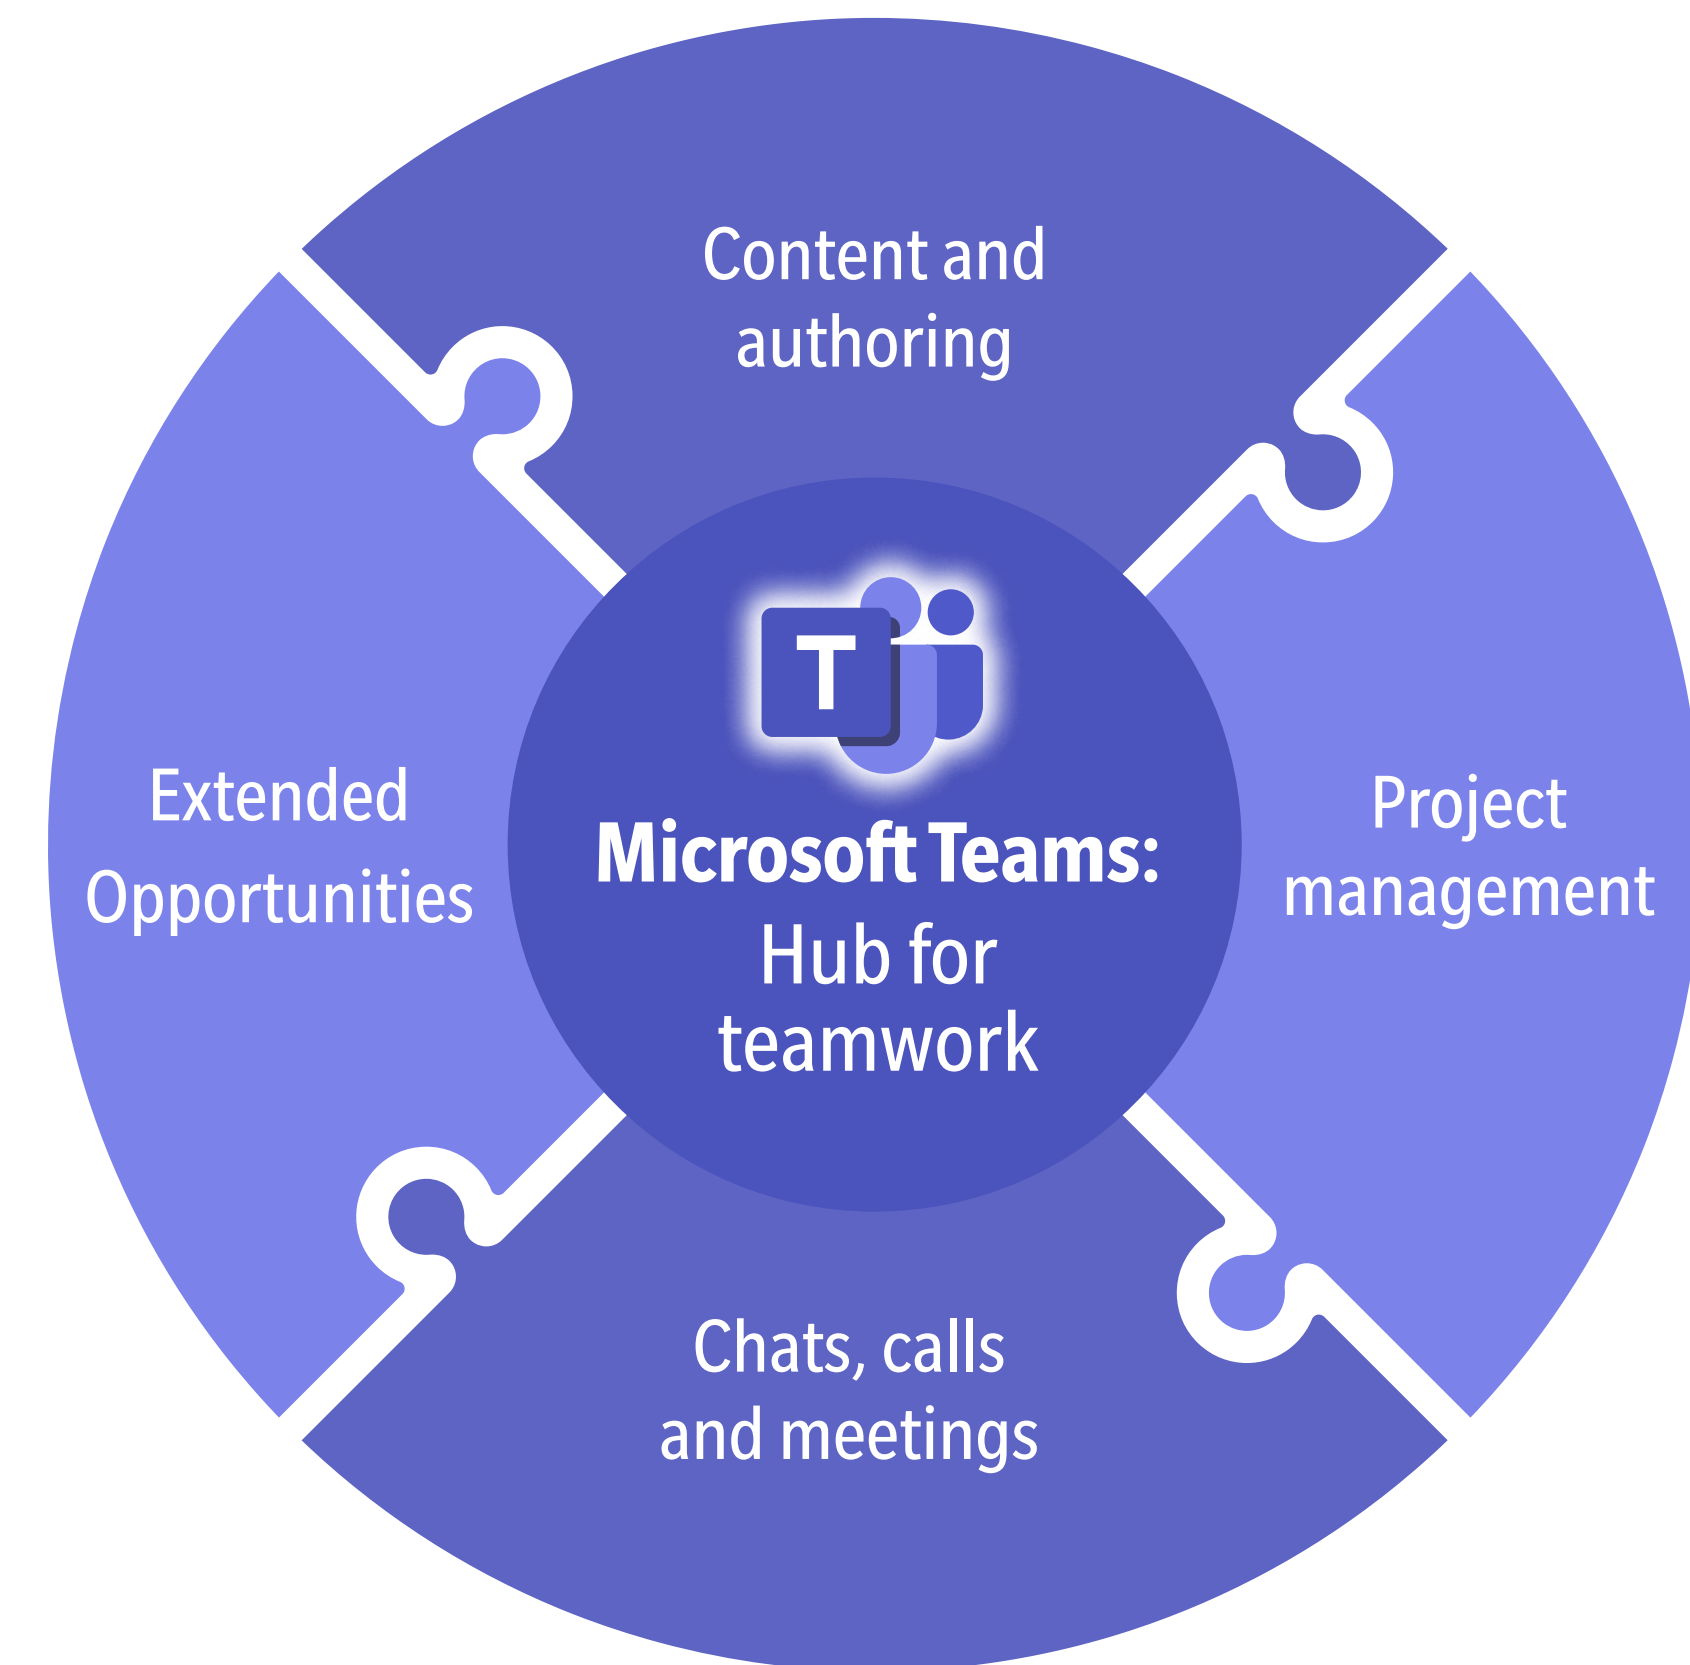 Content and
authoring
Extended
Opportunities
T
Microsoft Teams:
Hub for
teamwork
Project
management
Chats, calls
and meetings